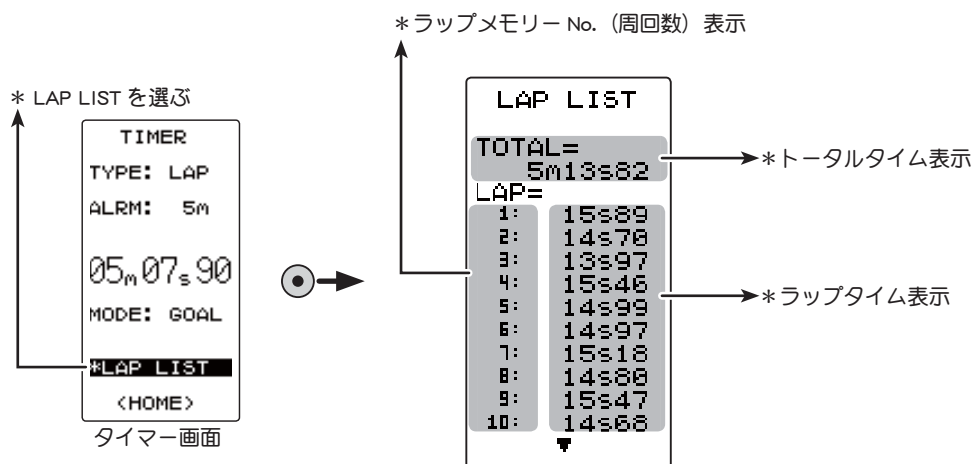 ＊ラップメモリー No.（周回数）表示
＊ LAP LIST を選ぶ
TIMER
TYPE: LAP
ALRM: 5m
05m07s90
MODE: GOAL
*LAP LIST
<HOME>
タイマー画面
LAP LIST
TOTAL=
5m13s82
LAP=
1: 15s89
2: 14s70
3: 13s97
4: 15s46
5: 14s99
6: 14s97
7: 15s18
8: 14s80
9: 15s47
10: 14s68
＊トータルタイム表示
＊ラップタイム表示